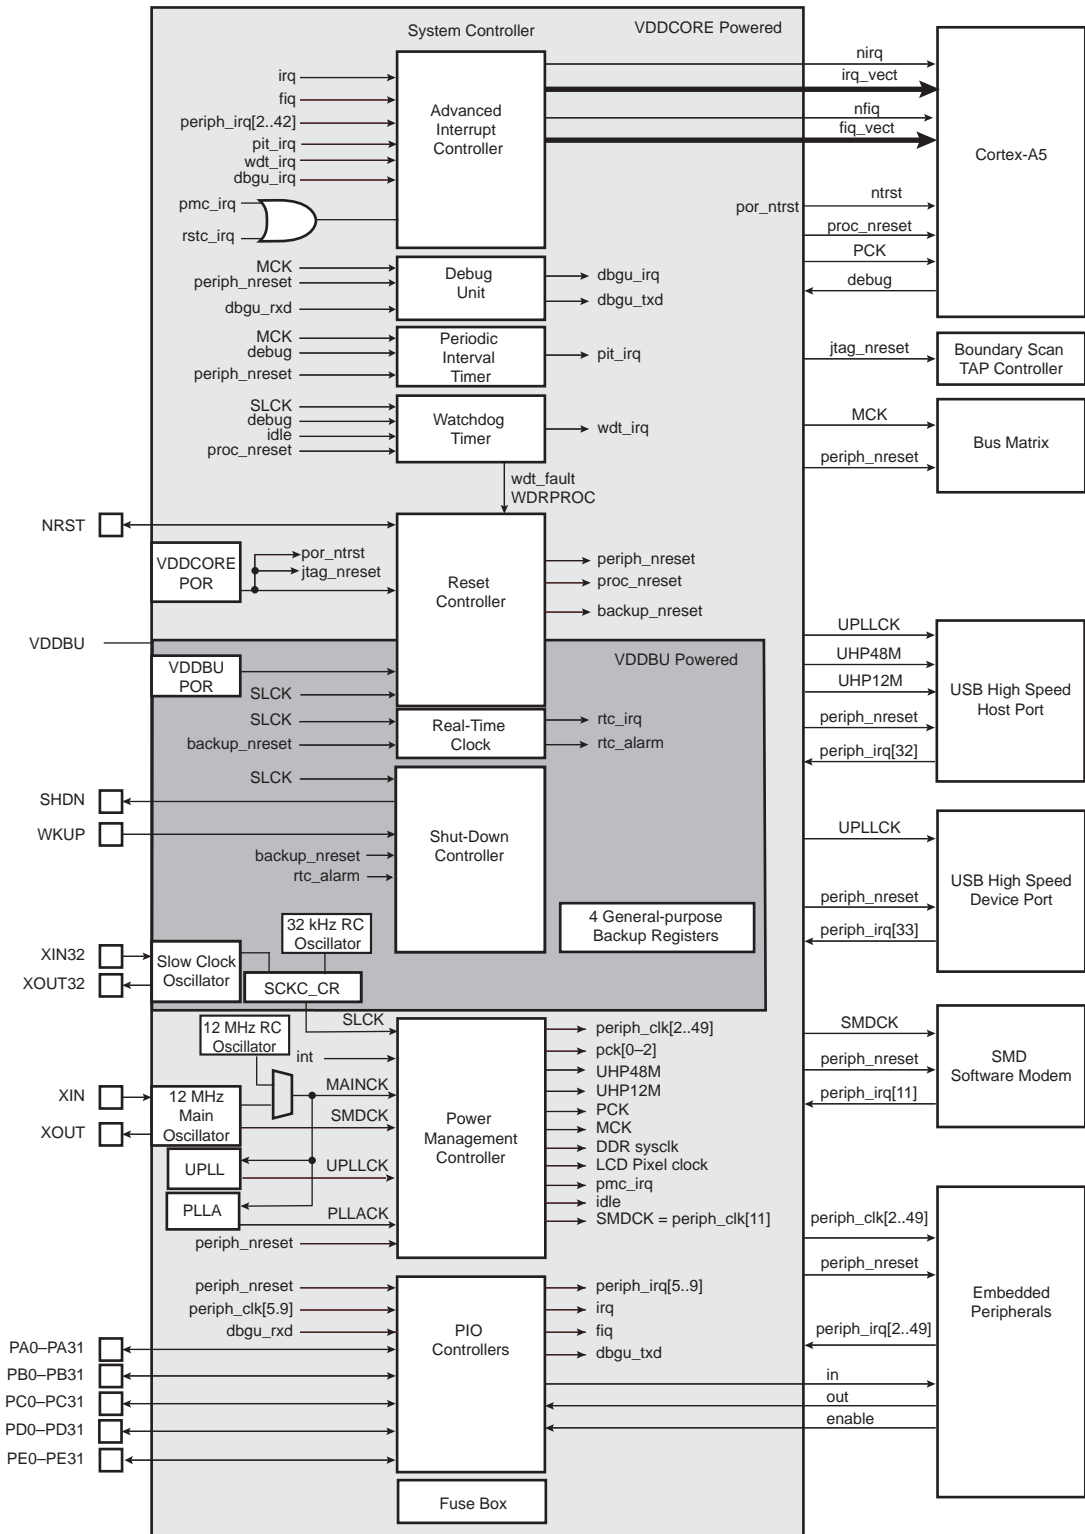 System Controller
VDDCORE Powered
irq
fiq
periph_irq[2..42]
pit_irq
wdt_irq
dbgu_irq
pmc_irq
rstc_irq
Advanced
Interrupt
Controller
nirq
irq_vect
nfiq
fiq_vect
por_ntrst
ntrst
proc_nreset
PCK
debug
Cortex-A5
MCK
periph_nreset
dbgu_rxd
Debug
Unit
dbgu_irq
dbgu_txd
MCK
debug
periph_nreset
Periodic
Interval
Timer
pit_irq
jtag_nreset
Boundary Scan
TAP Controller
SLCK
debug
idle
proc_nreset
Watchdog
Timer
wdt_irq
MCK
periph_nreset
Bus Matrix
wdt_fault
WDRPROC
NRST
VDDCORE
POR
por_ntrst
jtag_nreset
Reset
Controller
periph_nreset
proc_nreset
backup_nreset
VDDBU
VDDBU
POR
SLCK
VDDBU Powered
UPLLCK
UHP48M
UHP12M
periph_nreset
periph_irq[32]
USB High Speed
Host Port
SLCK
backup_nreset
Real-Time
Clock
rtc_irq
rtc_alarm
SLCK
SHDN
WKUP
backup_nreset
rtc_alarm
Shut-Down
Controller
UPLLCK
periph_nreset
periph_irq[33]
USB High Speed
Device Port
4 General-purpose
Backup Registers
32 kHz RC
Oscillator
XIN32
XOUT32
Slow Clock
Oscillator
SCKC_CR
SLCK
12 MHz RC
Oscillator
int
MAINCK
XIN
XOUT
12 MHz
Main
Oscillator
SMDCK
UPLL
UPLLCK
PLLA
PLLACK
periph_nreset
Power
Management
Controller
periph_clk[2..49]
pck[0–2]
UHP48M
UHP12M
PCK
MCK
DDR sysclk
LCD Pixel clock
pmc_irq
idle
SMDCK = periph_clk[11]
SMDCK
periph_nreset
periph_irq[11]
SMD
Software Modem
periph_nreset
periph_clk[5.9]
dbgu_rxd
PA0–PA31
PB0–PB31
PC0–PC31
PD0–PD31
PE0–PE31
PIO
Controllers
periph_irq[5..9]
irq
fiq
dbgu_txd
periph_clk[2..49]
periph_nreset
periph_irq[2..49]
in
out
enable
Embedded
Peripherals
Fuse Box